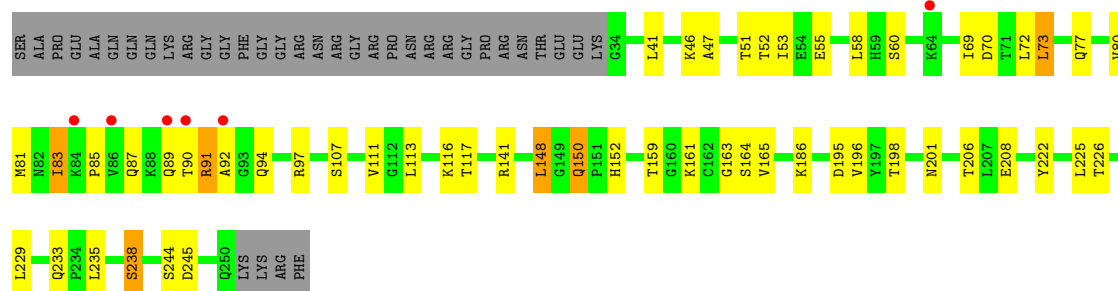 SER ALA PRO GLU ALA GLN GLN GLN LYS ARG GLY GLY PHE GLY GLY ARG ASN ARG GLY ARG PRO ASN ARG ARG GLY PRO ARG ASN THR GLU GLU LYS G34 L41 K46 A47 T51 T52 I53 E54 E55 L58 H59 S60 K64 I69 D70 T71 L72 L73 Q77
M81 N82 I83 K84 P85 V86 Q87 K88 Q89 T90 R91 A92 G93 Q94 R97 S107 V111 G112 L113 K116 T117 R141 L148 G149 Q150 P151 H152 T159 G160 K161 C162 G163 S164 V165 K186 D195 V196 Y197 T198 N201 T206 L207 E208 Y222 L225 T226
L229 Q233 P234 L235 S238 S244 D245 Q250 LYS LYS ARG PHE